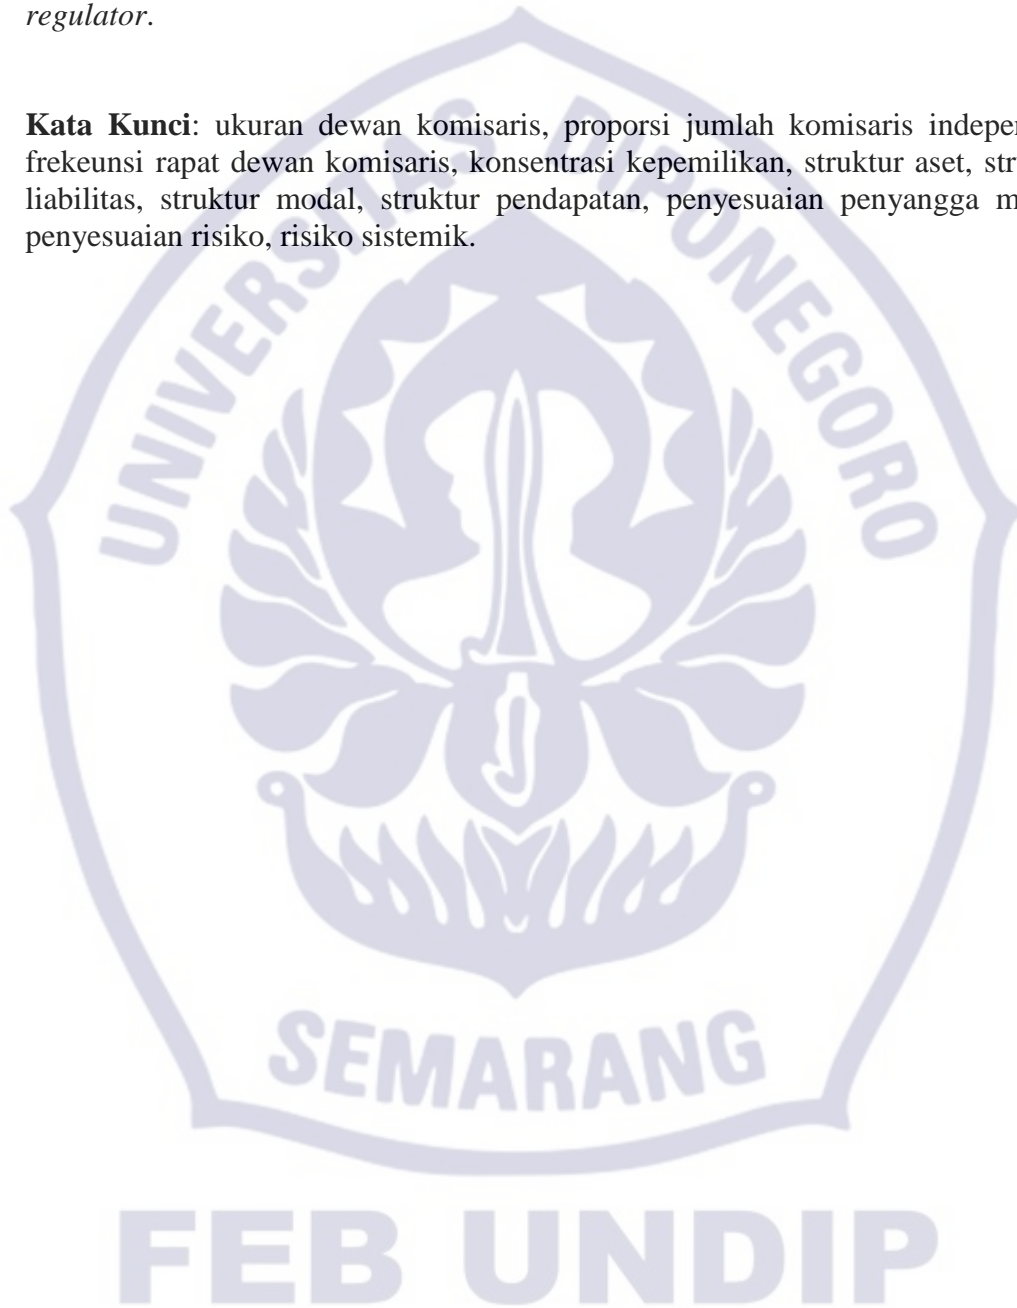 regulator.
Kata Kunci: ukuran dewan komisaris, proporsi jumlah komisaris indepen
frekeunsi rapat dewan komisaris, konsentrasi kepemilikan, struktur aset, str
liabilitas, struktur modal, struktur pendapatan, penyesuaian penyangga m
penyesuaian risiko, risiko sistemik.
UNIVERSITAS DIPONEGORO
SEMARANG
FEB UNDIP